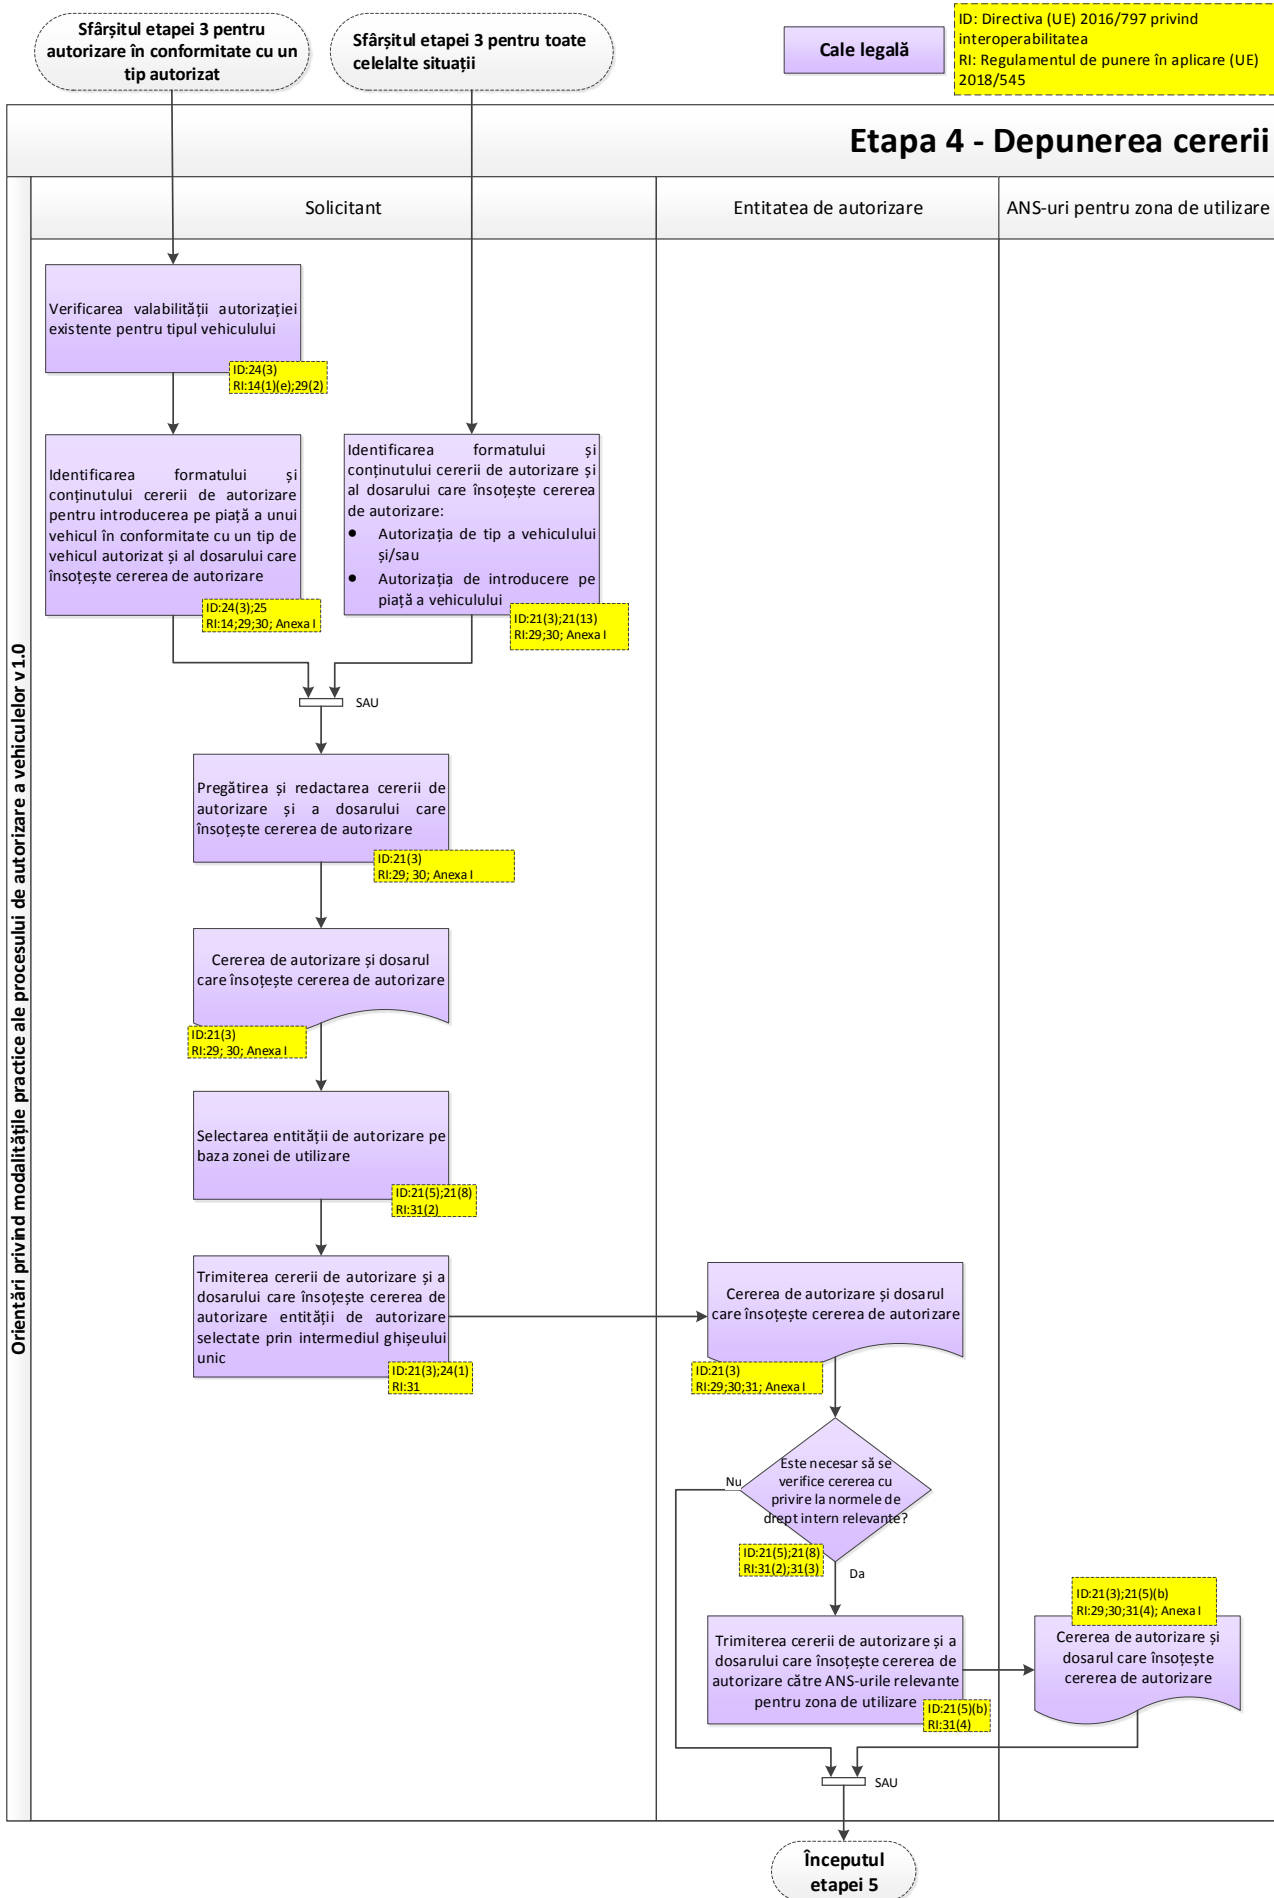 Sfârșitul etapei 3 pentru
autorizare în conformitate cu un
tip autorizat
Sfârșitul etapei 3 pentru toate
celelalte situații
Cale legală
ID: Directiva (UE) 2016/797 privind
interoperabilitatea
RI: Regulamentul de punere în aplicare (UE)
2018/545
Etapa 4 - Depunerea cererii
Orientări privind modalitățile practice ale procesului de autorizare a vehiculelor v1.0
Solicitant
Entitatea de autorizare
ANS-uri pentru zona de utilizare
Verificarea valabilității autorizației
existente pentru tipul vehiculului
ID:24(3)
RI:14(1)(e);29(2)
Identificarea formatului și
conținutului cererii de autorizare
pentru introducerea pe piață a unui
vehicul în conformitate cu un tip de
vehicul autorizat și al dosarului care
însoțește cererea de autorizare
ID:24(3);25
RI:14;29;30; Anexa I
Identificarea formatului și
conținutului cererii de autorizare și
al dosarului care însoțește cererea
de autorizare:
● Autorizația de tip a vehiculului
și/sau
● Autorizația de introducere pe
piață a vehiculului
ID:21(3);21(13)
RI:29;30; Anexa I
SAU
Pregătirea și redactarea cererii de
autorizare și a dosarului care
însoțește cererea de autorizare
ID:21(3)
RI:29; 30; Anexa I
Cererea de autorizare și dosarul
care însoțește cererea de autorizare
ID:21(3)
RI:29; 30; Anexa I
Selectarea entității de autorizare pe
baza zonei de utilizare
ID:21(5);21(8)
RI:31(2)
Trimiterea cererii de autorizare și a
dosarului care însoțește cererea de
autorizare entității de autorizare
selectate prin intermediul ghișeului
unic
ID:21(3);24(1)
RI:31
Cererea de autorizare și dosarul
care însoțește cererea de autorizare
ID:21(3)
RI:29;30;31; Anexa I
Este necesar să se
verifice cererea cu
privire la normele de
drept intern relevante?
Nu
ID:21(5);21(8)
RI:31(2);31(3)
Da
Trimiterea cererii de autorizare și a
dosarului care însoțește cererea de
autorizare către ANS-urile relevante
pentru zona de utilizare
ID:21(5)(b)
RI:31(4)
ID:21(3);21(5)(b)
RI:29;30;31(4); Anexa I
Cererea de autorizare și
dosarul care însoțește
cererea de autorizare
SAU
Începutul
etapei 5